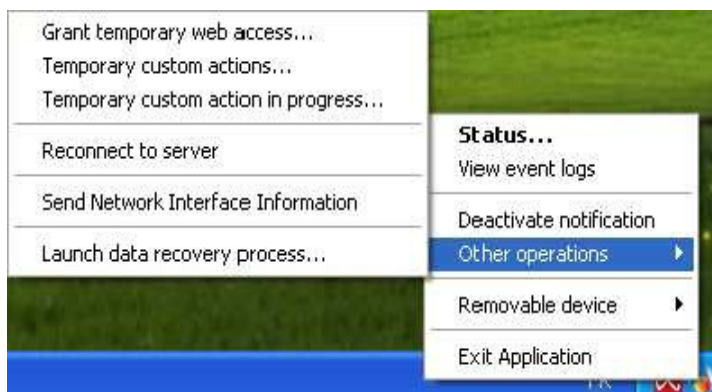 Grant temporary web access...
Temporary custom actions...
Temporary custom action in progress...
Reconnect to server
Send Network Interface Information
Launch data recovery process...
Status...
View event logs
Deactivate notification
Other operations
Removable device
Exit Application